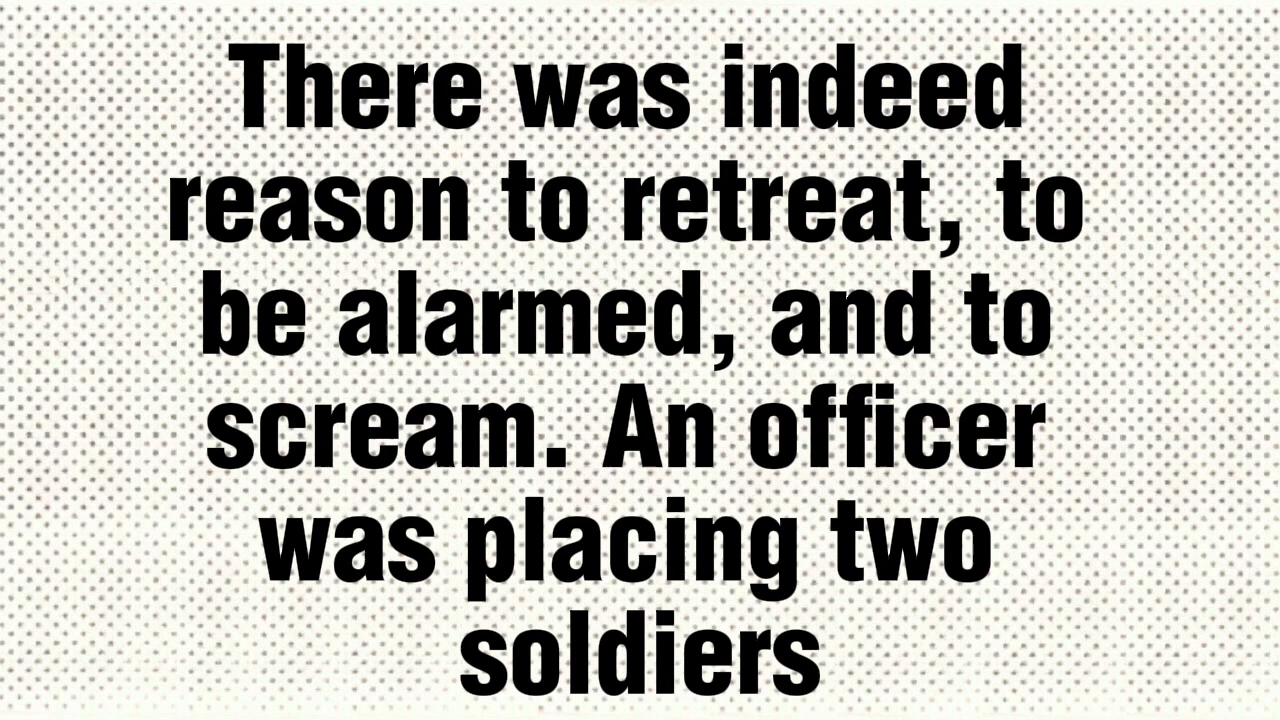 There was indeed
reason to retreat, to
be alarmed, and to
scream. An officer
was placing two
soldiers